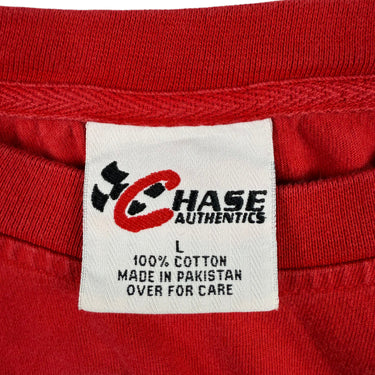 CHASE
AUTHENTICS
L
100% COTTON
MADE IN PAKISTAN
OVER FOR CARE